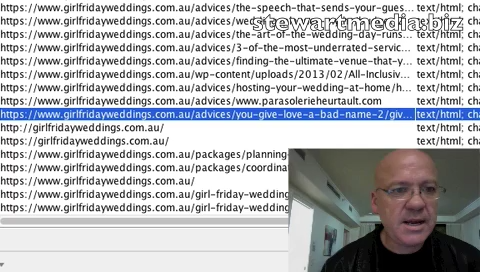 https://www.girlfridayweddings.com.au/advices/the-speech-that-sends-your-gues... text/html; cha
stewartmedia.biz
https://www.girlfridayweddings.com.au/advices/wed
https://www.girlfridayweddings.com.au/advices/the-art-of-the-wedding-day-runs... text/html; cha
https://www.girlfridayweddings.com.au/advices/3-of-the-most-underrated-servic... text/html; cha
https://www.girlfridayweddings.com.au/advices/finding-the-ultimate-venue-that-y... text/html; cha
https://www.girlfridayweddings.com.au/wp-content/uploads/2013/02/All-Inclusiv... text/html; cha
https://www.girlfridayweddings.com.au/advices/hosting-your-wedding-at-home/h... text/html; cha
https://www.girlfridayweddings.com.au/advices/www.parasolerieheurtault.com text/html; cha
https://www.girlfridayweddings.com.au/advices/you-give-love-a-bad-name-2/giv... text/html; cha
http://girlfridayweddings.com.au/ text/html; cha
https://girlfridayweddings.com.au/ text/html; cha
https://www.girlfridayweddings.com.au/packages/planning
https://www.girlfridayweddings.com.au/packages/coordina
https://www.girlfridayweddings.com.au/
https://www.girlfridayweddings.com.au/girl-friday-wedding
https://www.girlfridayweddings.com.au/girl-friday-wedding